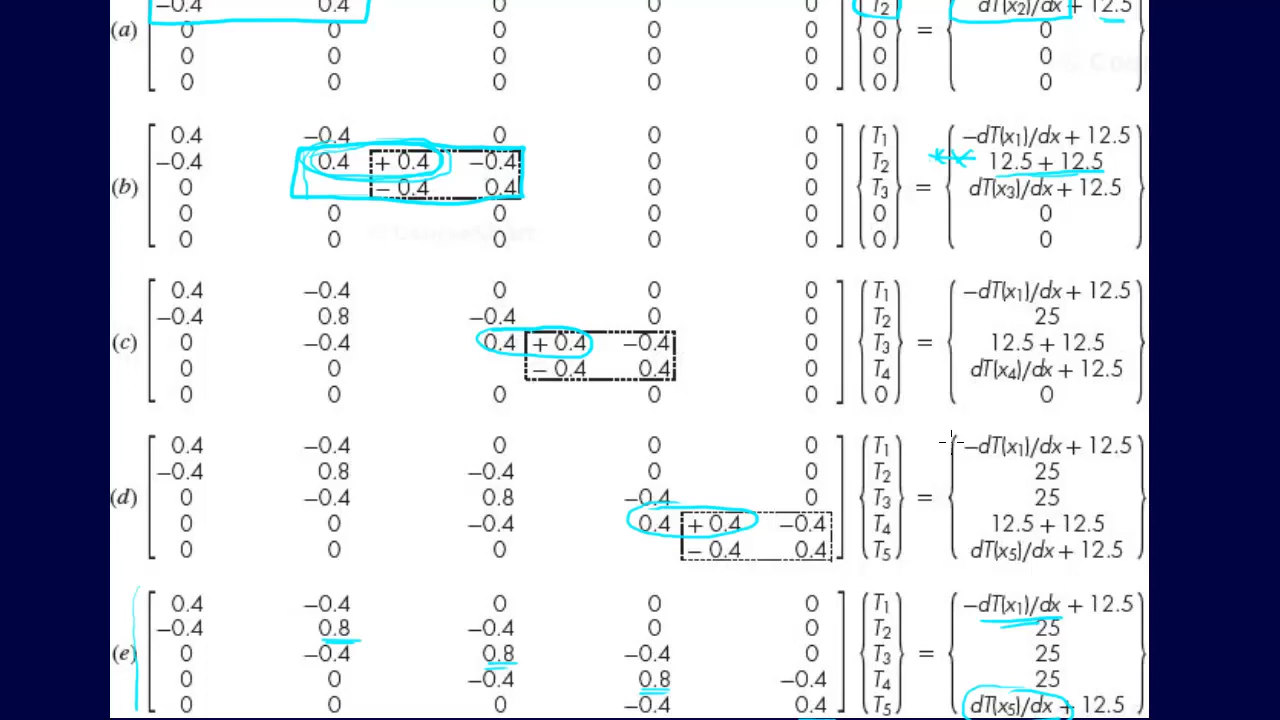 −0.4 0.4 0 0 0 T2 dT(x2)/dx + 12.5
(a) 0 0 0 0 0 0 = 0
0 0 0 0 0 0 0
0 0 0 0 0 0 0
0.4 −0.4 0 0 0 T1 −dT(x1)/dx + 12.5
−0.4 0.4 + 0.4 −0.4 0 0 T2 12.5 + 12.5
(b) 0 − 0.4 0.4 0 0 T3 = dT(x3)/dx + 12.5
0 0 0 0 0 0 0
0 0 0 0 0 0 0
0.4 −0.4 0 0 0 T1 −dT(x1)/dx + 12.5
−0.4 0.8 −0.4 0 0 T2 25
(c) 0 −0.4 0.4 + 0.4 −0.4 0 T3 = 12.5 + 12.5
0 0 − 0.4 0.4 0 T4 dT(x4)/dx + 12.5
0 0 0 0 0 0 0
0.4 −0.4 0 0 0 T1 −dT(x1)/dx + 12.5
−0.4 0.8 −0.4 0 0 T2 25
(d) 0 −0.4 0.8 −0.4 0 T3 = 25
0 0 −0.4 0.4 + 0.4 −0.4 T4 12.5 + 12.5
0 0 0 − 0.4 0.4 T5 dT(x5)/dx + 12.5
0.4 −0.4 0 0 0 T1 −dT(x1)/dx + 12.5
−0.4 0.8 −0.4 0 0 T2 25
(e) 0 −0.4 0.8 −0.4 0 T3 = 25
0 0 −0.4 0.8 −0.4 T4 25
0 0 0 −0.4 0.4 T5 dT(x5)/dx + 12.5